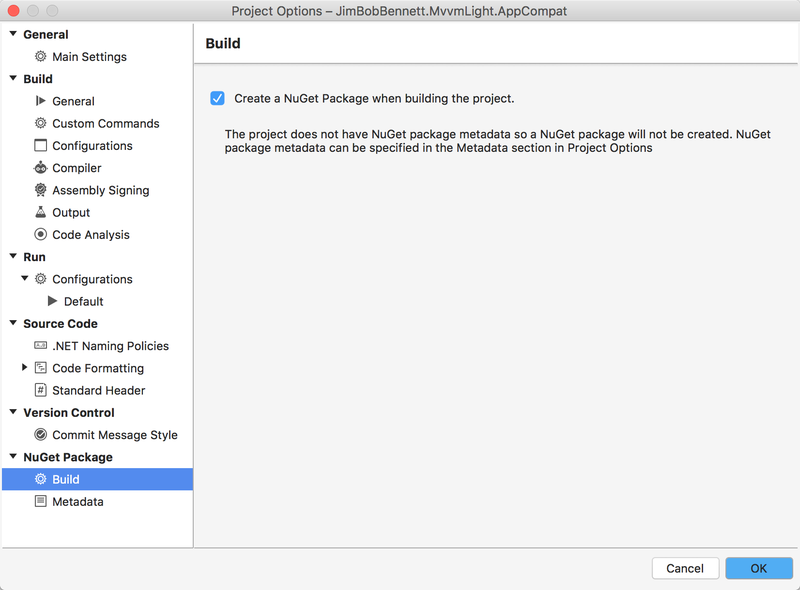 Project Options – JimBobBennett.MvvmLight.AppCompat
General
Main Settings
Build
General
Custom Commands
Configurations
Compiler
Assembly Signing
Output
Code Analysis
Run
Configurations
Default
Source Code
.NET Naming Policies
Code Formatting
Standard Header
Version Control
Commit Message Style
NuGet Package
Build
Metadata
Build
Create a NuGet Package when building the project.
The project does not have NuGet package metadata so a NuGet package will not be created. NuGet
package metadata can be specified in the Metadata section in Project Options
Cancel
OK